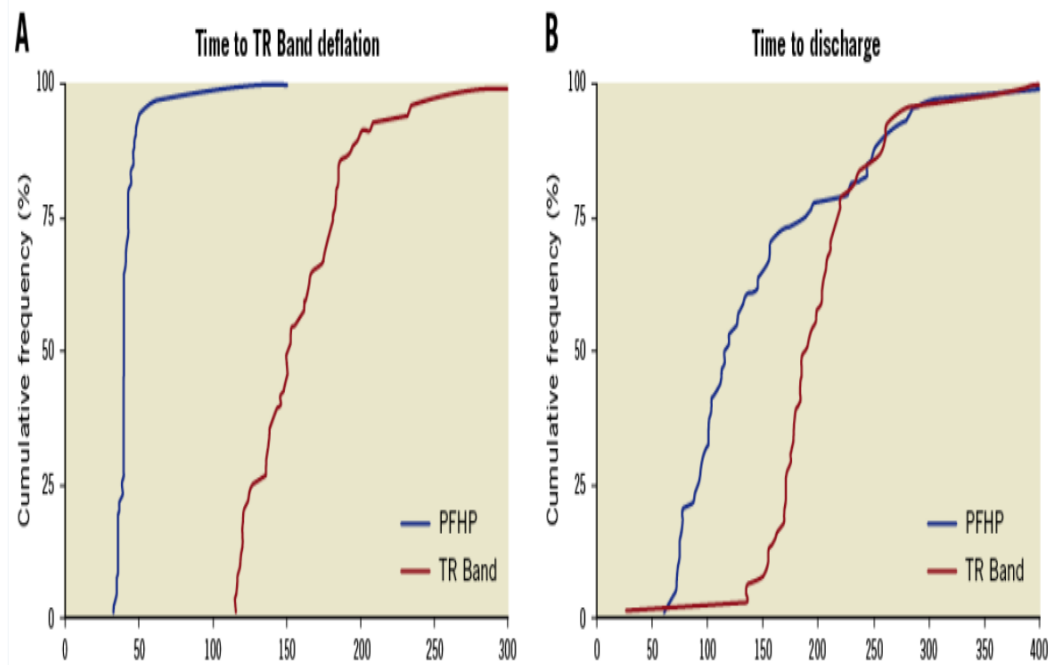 A
Time to TR Band deflation
Cumulative frequency (%)
100
75
50
25
0
0 50 100 150 200 250 300
PFHP
TR Band
B
Time to discharge
Cumulative frequency (%)
100
75
50
25
0
0 50 100 150 200 250 300 350 400
PFHP
TR Band